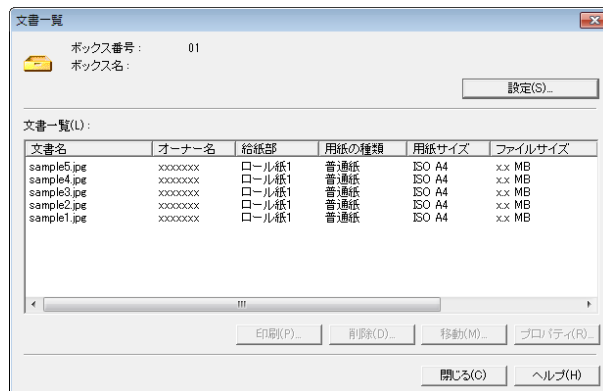 文書一覧
ボックス番号： 01
ボックス名：
設定(S)...
文書一覧(L)：
文書名 オーナー名 給紙部 用紙の種類 用紙サイズ ファイルサイズ
sample5.jpg xxxxxxx ロール紙1 普通紙 ISO A4 x.x MB
sample4.jpg xxxxxxx ロール紙1 普通紙 ISO A4 x.x MB
sample3.jpg xxxxxxx ロール紙1 普通紙 ISO A4 x.x MB
sample2.jpg xxxxxxx ロール紙1 普通紙 ISO A4 x.x MB
sample1.jpg xxxxxxx ロール紙1 普通紙 ISO A4 x.x MB
印刷(P)... 削除(D)... 移動(M)... プロパティ(R)...
閉じる(C) ヘルプ(H)